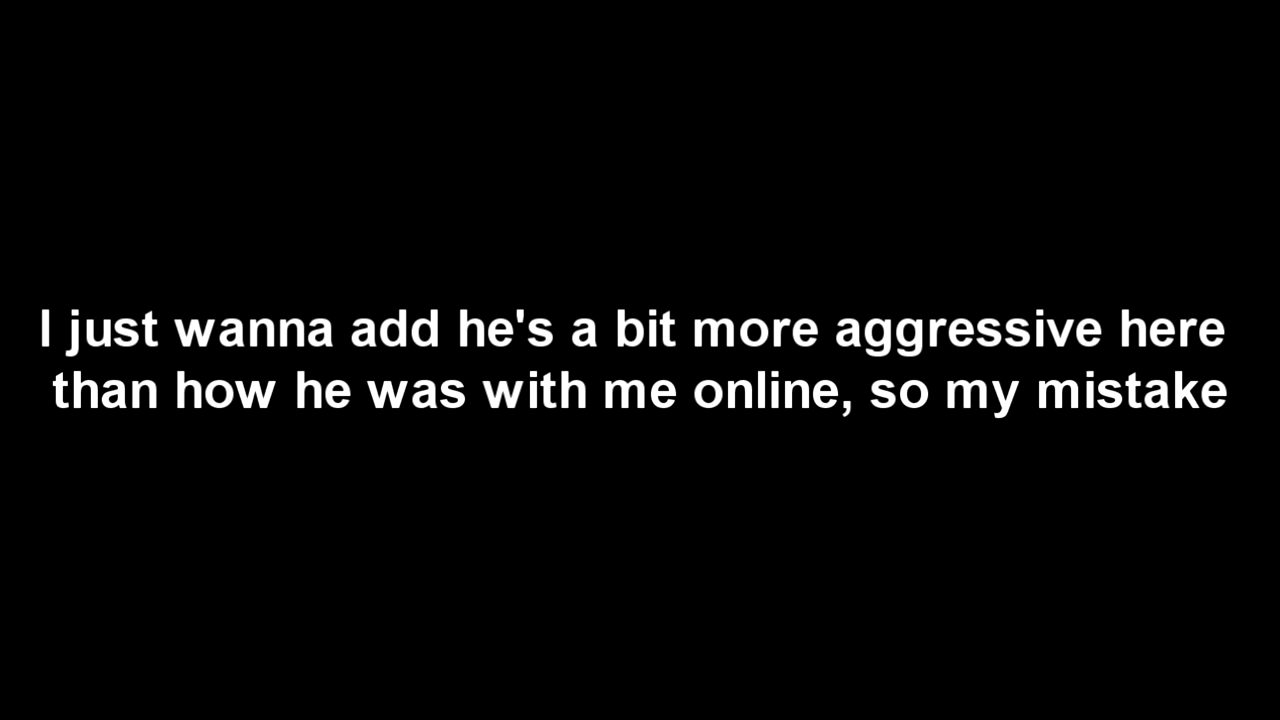 I just wanna add he's a bit more aggressive here
than how he was with me online, so my mistake